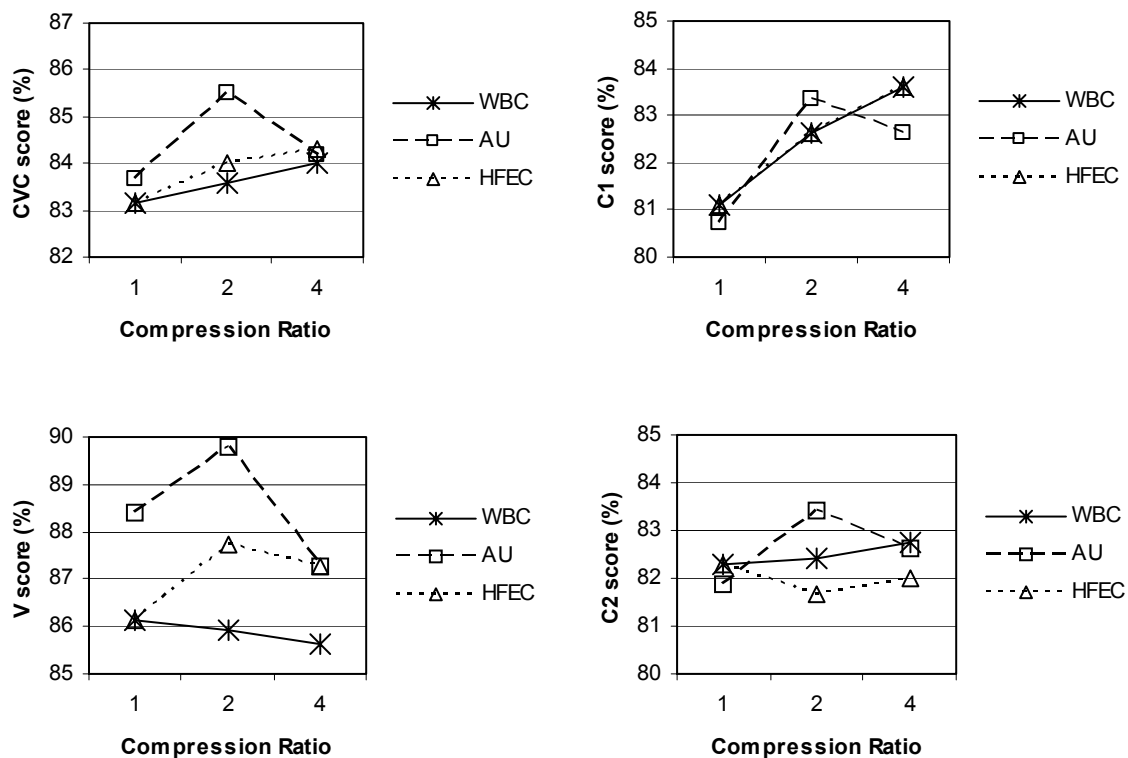 CVC score (%)
87
86
85
84
83
82
1 2 4
Compression Ratio
WBC
AU
HFEC
C1 score (%)
85
84
83
82
81
80
1 2 4
Compression Ratio
WBC
AU
HFEC
V score (%)
90
89
88
87
86
85
1 2 4
Compression Ratio
WBC
AU
HFEC
C2 score (%)
85
84
83
82
81
80
1 2 4
Compression Ratio
WBC
AU
HFEC